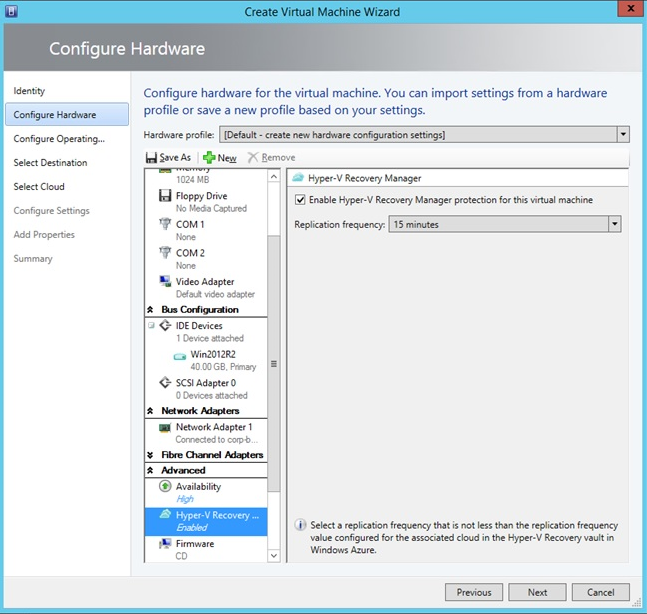 Create Virtual Machine Wizard
Configure Hardware
Identity
Configure Hardware
Configure Operating...
Select Destination
Select Cloud
Configure Settings
Add Properties
Summary
Configure hardware for the virtual machine. You can import settings from a hardware
profile or save a new profile based on your settings.
Hardware profile: [Default - create new hardware configuration settings]
Save As New Remove
Memory
1024 MB
Floppy Drive
No Media Captured
COM 1
None
COM 2
None
Video Adapter
Default video adapter
Bus Configuration
IDE Devices
1 Device attached
Win2012R2
40.00 GB, Primary
SCSI Adapter 0
0 Devices attached
Network Adapters
Network Adapter 1
Connected to corp-b...
Fibre Channel Adapters
Advanced
Availability
High
Hyper-V Recovery ...
Enabled
Firmware
CD
Hyper-V Recovery Manager
Enable Hyper-V Recovery Manager protection for this virtual machine
Replication frequency: 15 minutes
Select a replication frequency that is not less than the replication frequency
value configured for the associated cloud in the Hyper-V Recovery vault in
Windows Azure.
Previous Next Cancel